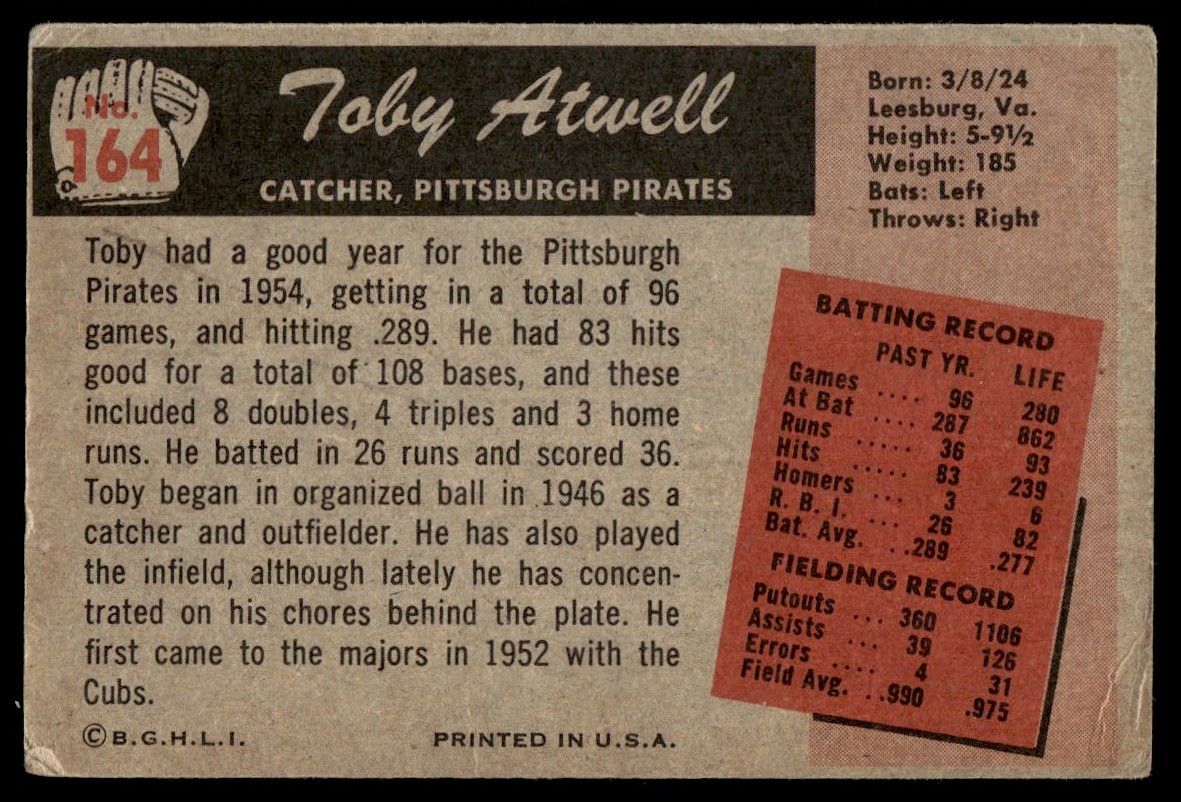 No.
164
Toby Atwell
CATCHER, PITTSBURGH PIRATES
Born: 3/8/24
Leesburg, Va.
Height: 5-9½
Weight: 185
Bats: Left
Throws: Right
Toby had a good year for the Pittsburgh
Pirates in 1954, getting in a total of 96
games, and hitting .289. He had 83 hits
good for a total of 108 bases, and these
included 8 doubles, 4 triples and 3 home
runs. He batted in 26 runs and scored 36.
Toby began in organized ball in 1946 as a
catcher and outfielder. He has also played
the infield, although lately he has concen-
trated on his chores behind the plate. He
first came to the majors in 1952 with the
Cubs.
BATTING RECORD
PAST YR. LIFE
Games .... 96 280
At Bat .... 287 862
Runs ..... 36 93
Hits ..... 83 239
Homers ... 3 6
R. B. I. ... 26 82
Bat. Avg. ..289 .277
FIELDING RECORD
Putouts ... 360 1106
Assists ... 39 126
Errors .... 4 31
Field Avg. ..990 .975
© B.G.H.L.I. PRINTED IN U.S.A.